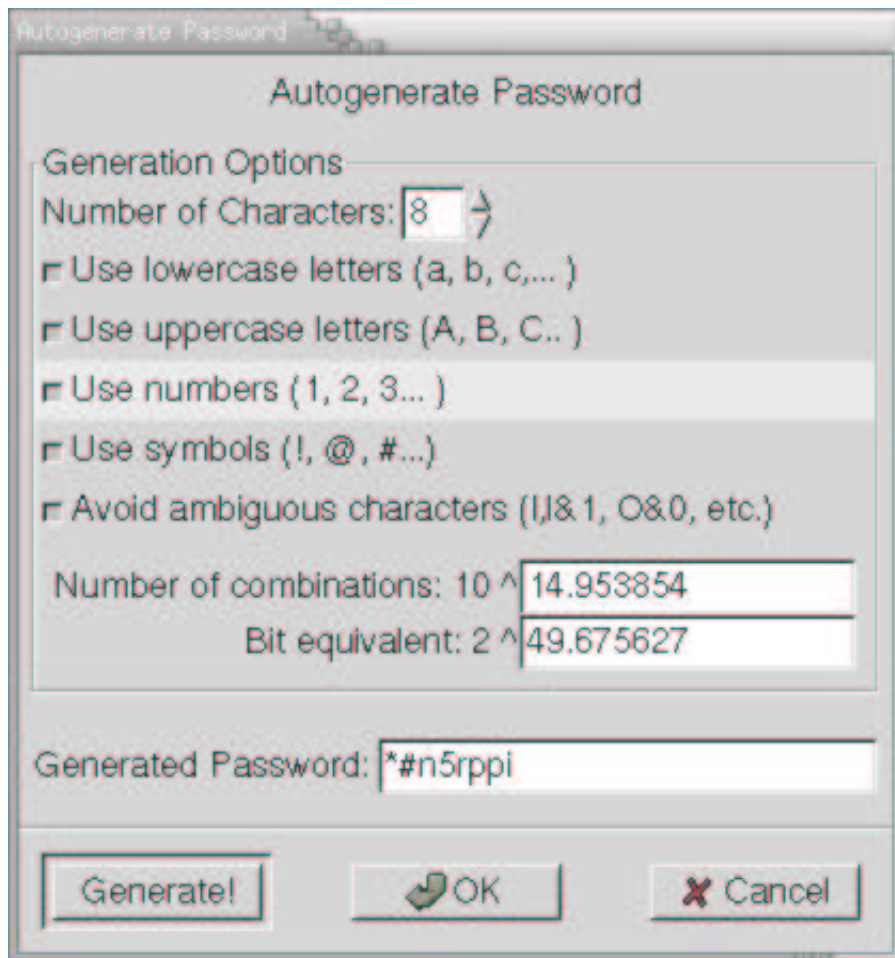 Autogenerate Password
Autogenerate Password
Generation Options
Number of Characters: 8
Use lowercase letters (a, b, c,... )
Use uppercase letters (A, B, C.. )
Use numbers (1, 2, 3... )
Use symbols (!, @, #...)
Avoid ambiguous characters (l,I&1, O&0, etc.)
Number of combinations: 10 ^ 14.953854
Bit equivalent: 2 ^ 49.675627
Generated Password: *#n5rppi
Generate! OK Cancel